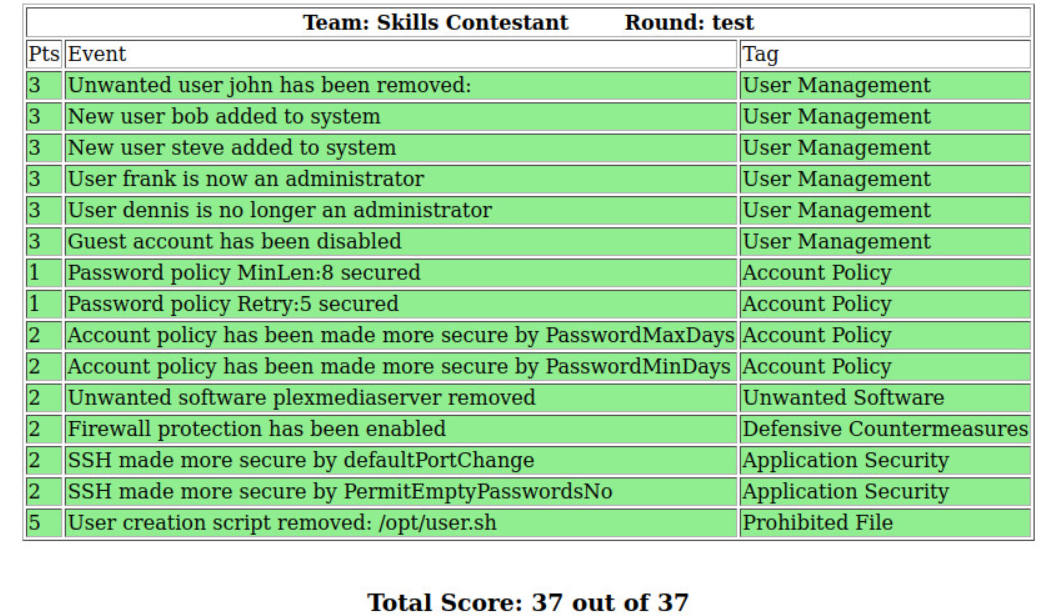 Team: Skills Contestant Round: test
Pts Event Tag
3 Unwanted user john has been removed: User Management
3 New user bob added to system User Management
3 New user steve added to system User Management
3 User frank is now an administrator User Management
3 User dennis is no longer an administrator User Management
3 Guest account has been disabled User Management
1 Password policy MinLen:8 secured Account Policy
1 Password policy Retry:5 secured Account Policy
2 Account policy has been made more secure by PasswordMaxDays Account Policy
2 Account policy has been made more secure by PasswordMinDays Account Policy
2 Unwanted software plexmediaserver removed Unwanted Software
2 Firewall protection has been enabled Defensive Countermeasures
2 SSH made more secure by defaultPortChange Application Security
2 SSH made more secure by PermitEmptyPasswordsNo Application Security
5 User creation script removed: /opt/user.sh Prohibited File
Total Score: 37 out of 37